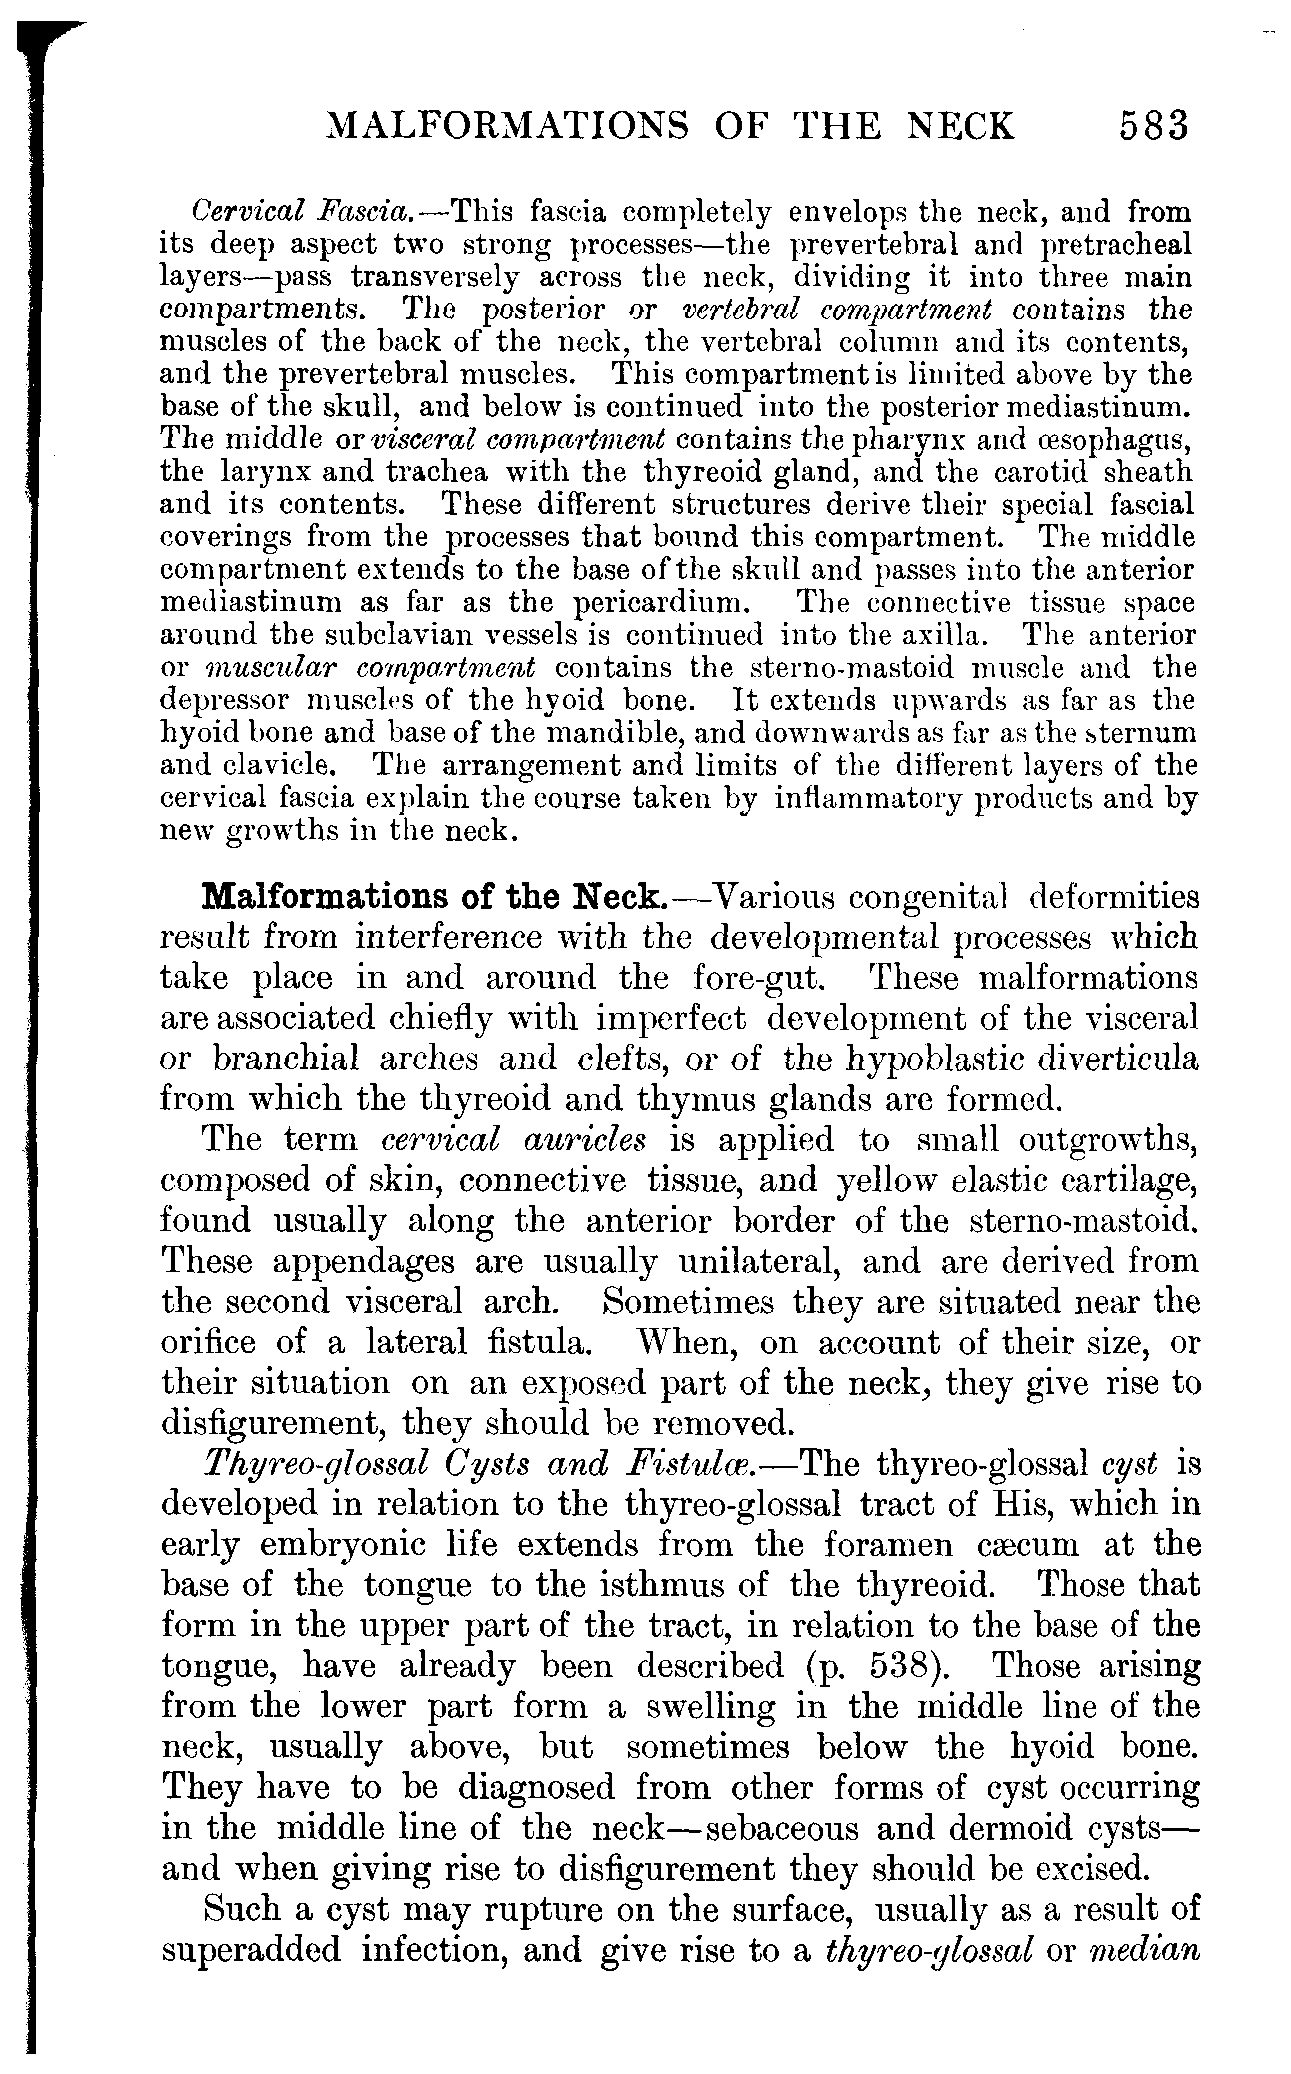 MALFORMATIONS OF THE NECK 583
Cervical Fascia.—This fascia completely envelops the neck, and from
its deep aspect two strong processes—the prevertebral and pretracheal
layers—pass transversely across the neck, dividing it into three main
compartments. The posterior or vertebral compartment contains the
muscles of the back of the neck, the vertebral column and its contents,
and the prevertebral muscles. This compartment is limited above by the
base of the skull, and below is continued into the posterior mediastinum.
The middle or visceral compartment contains the pharynx and œsophagus,
the larynx and trachea with the thyreoid gland, and the carotid sheath
and its contents. These different structures derive their special fascial
coverings from the processes that bound this compartment. The middle
compartment extends to the base of the skull and passes into the anterior
mediastinum as far as the pericardium. The connective tissue space
around the subclavian vessels is continued into the axilla. The anterior
or muscular compartment contains the sterno-mastoid muscle and the
depressor muscles of the hyoid bone. It extends upwards as far as the
hyoid bone and base of the mandible, and downwards as far as the sternum
and clavicle. The arrangement and limits of the different layers of the
cervical fascia explain the course taken by inflammatory products and by
new growths in the neck.
Malformations of the Neck.—Various congenital deformities
result from interference with the developmental processes which
take place in and around the fore-gut. These malformations
are associated chiefly with imperfect development of the visceral
or branchial arches and clefts, or of the hypoblastic diverticula
from which the thyreoid and thymus glands are formed.
The term cervical auricles is applied to small outgrowths,
composed of skin, connective tissue, and yellow elastic cartilage,
found usually along the anterior border of the sterno-mastoid.
These appendages are usually unilateral, and are derived from
the second visceral arch. Sometimes they are situated near the
orifice of a lateral fistula. When, on account of their size, or
their situation on an exposed part of the neck, they give rise to
disfigurement, they should be removed.
Thyreo-glossal Cysts and Fistulæ.—The thyreo-glossal cyst is
developed in relation to the thyreo-glossal tract of His, which in
early embryonic life extends from the foramen cæcum at the
base of the tongue to the isthmus of the thyreoid. Those that
form in the upper part of the tract, in relation to the base of the
tongue, have already been described (p. 538). Those arising
from the lower part form a swelling in the middle line of the
neck, usually above, but sometimes below the hyoid bone.
They have to be diagnosed from other forms of cyst occurring
in the middle line of the neck—sebaceous and dermoid cysts—
and when giving rise to disfigurement they should be excised.
Such a cyst may rupture on the surface, usually as a result of
superadded infection, and give rise to a thyreo-glossal or median